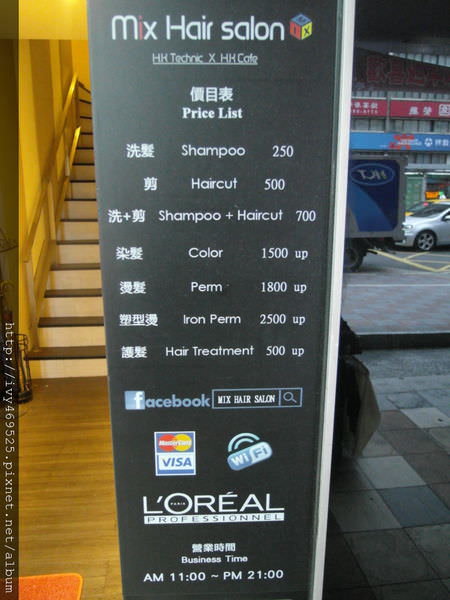 Mix Hair salon
HK Technic X HK Cafe
價目表
Price List
洗髮 Shampoo 250
剪 Haircut 500
洗+剪 Shampoo + Haircut 700
染髮 Color 1500 up
燙髮 Perm 1800 up
塑型燙 Iron Perm 2500 up
護髮 Hair Treatment 500 up
facebook MIX HAIR SALON
MasterCard
VISA
WiFi
L'ORÉAL
PARIS
PROFESSIONNEL
營業時間
Business Time
AM 11:00 ~ PM 21:00
HCT
http://ivy469525.pixnet.net/album